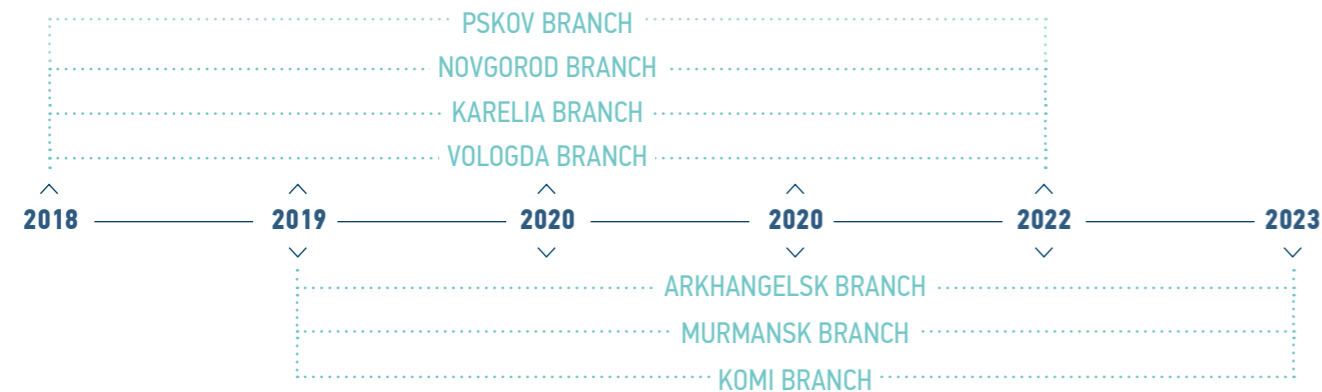 PSKOV BRANCH
NOVGOROD BRANCH
KARELIA BRANCH
VOLOGDA BRANCH
2018 2019 2020 2020 2022 2023
ARKHANGELSK BRANCH
MURMANSK BRANCH
KOMI BRANCH